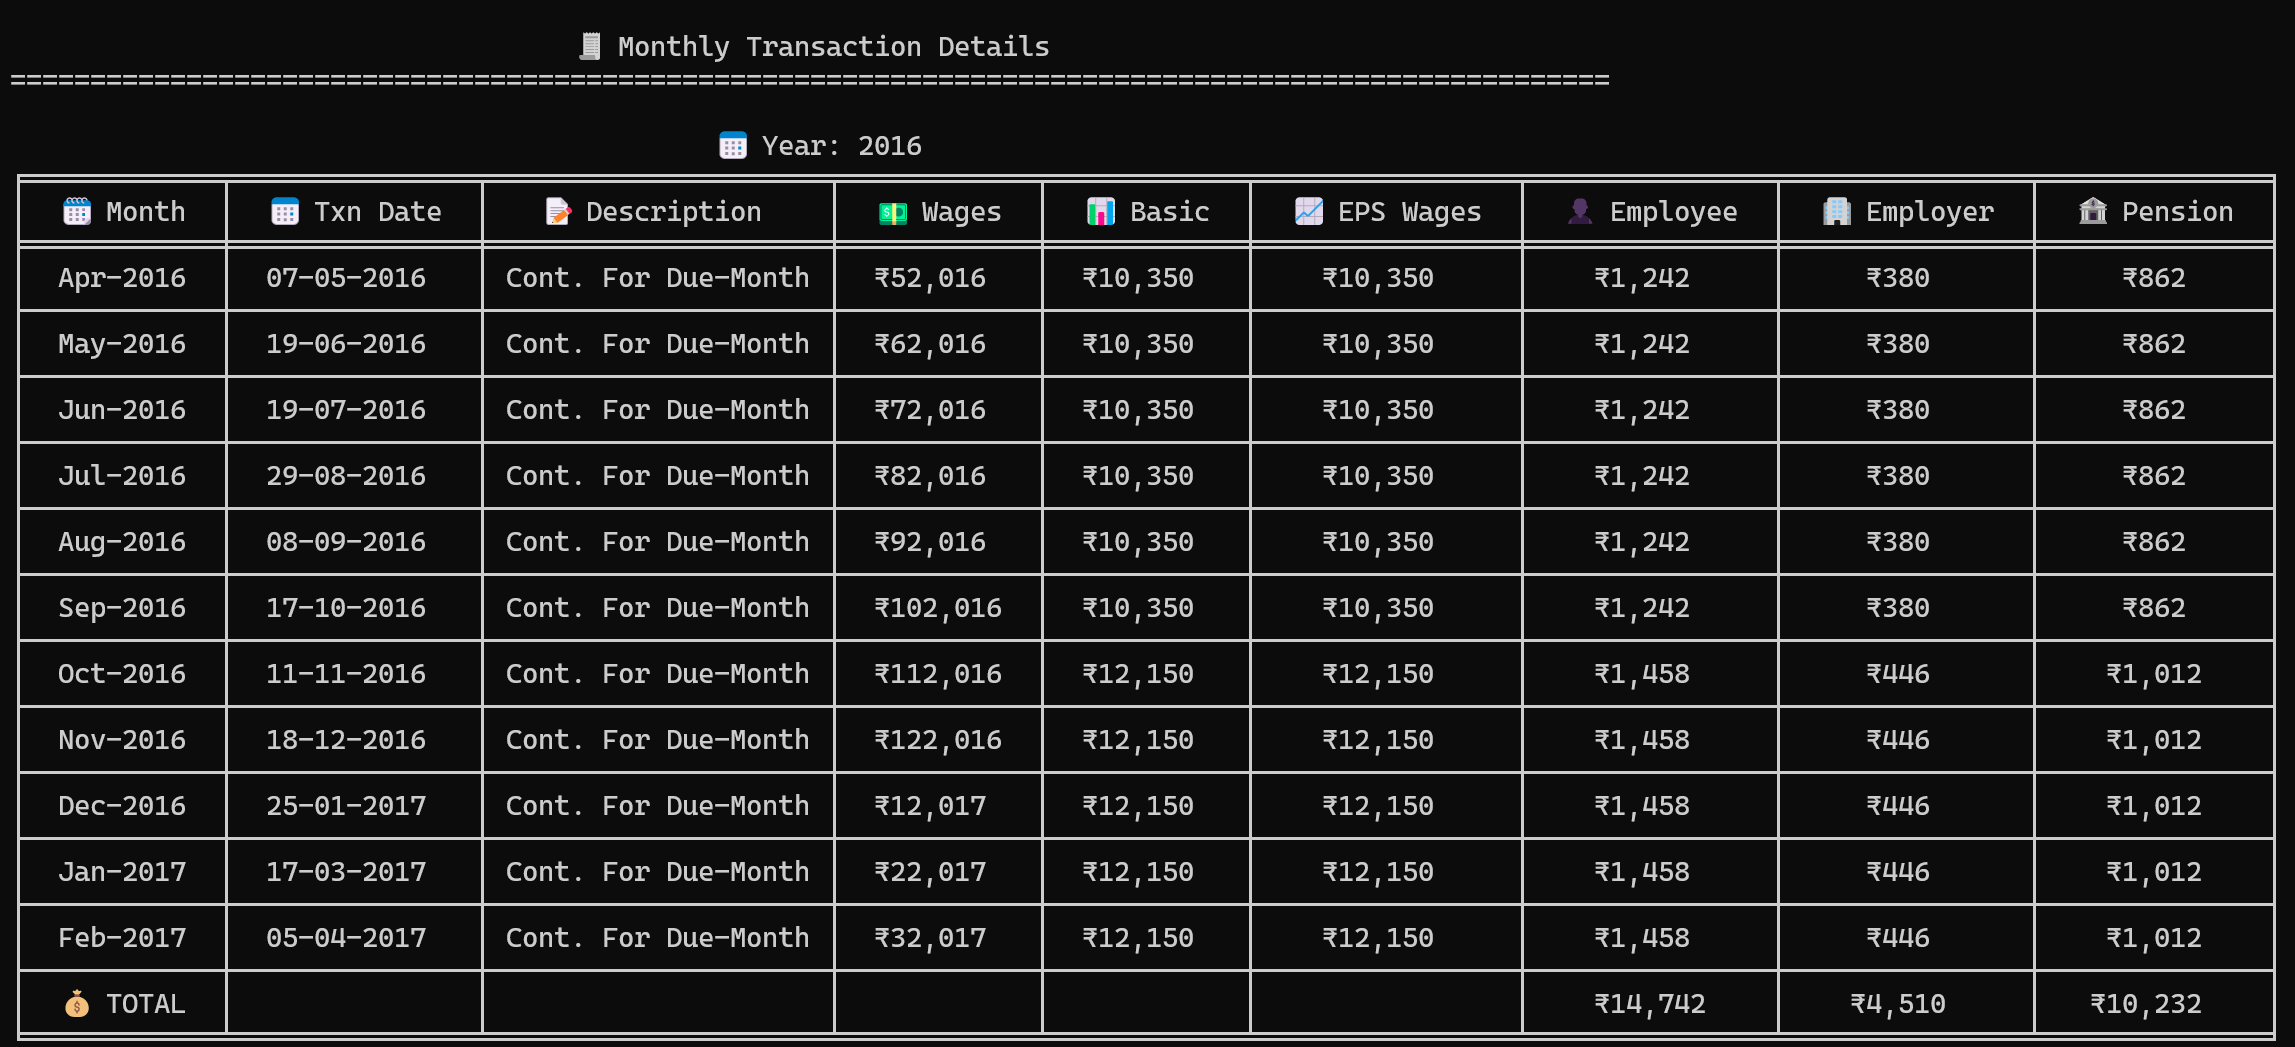 Monthly Transaction Details
====================================================================================================
Year: 2016
Month Txn Date Description Wages Basic EPS Wages Employee Employer Pension
Apr-2016 07-05-2016 Cont. For Due-Month ₹52,016 ₹10,350 ₹10,350 ₹1,242 ₹380 ₹862
May-2016 19-06-2016 Cont. For Due-Month ₹62,016 ₹10,350 ₹10,350 ₹1,242 ₹380 ₹862
Jun-2016 19-07-2016 Cont. For Due-Month ₹72,016 ₹10,350 ₹10,350 ₹1,242 ₹380 ₹862
Jul-2016 29-08-2016 Cont. For Due-Month ₹82,016 ₹10,350 ₹10,350 ₹1,242 ₹380 ₹862
Aug-2016 08-09-2016 Cont. For Due-Month ₹92,016 ₹10,350 ₹10,350 ₹1,242 ₹380 ₹862
Sep-2016 17-10-2016 Cont. For Due-Month ₹102,016 ₹10,350 ₹10,350 ₹1,242 ₹380 ₹862
Oct-2016 11-11-2016 Cont. For Due-Month ₹112,016 ₹12,150 ₹12,150 ₹1,458 ₹446 ₹1,012
Nov-2016 18-12-2016 Cont. For Due-Month ₹122,016 ₹12,150 ₹12,150 ₹1,458 ₹446 ₹1,012
Dec-2016 25-01-2017 Cont. For Due-Month ₹12,017 ₹12,150 ₹12,150 ₹1,458 ₹446 ₹1,012
Jan-2017 17-03-2017 Cont. For Due-Month ₹22,017 ₹12,150 ₹12,150 ₹1,458 ₹446 ₹1,012
Feb-2017 05-04-2017 Cont. For Due-Month ₹32,017 ₹12,150 ₹12,150 ₹1,458 ₹446 ₹1,012
TOTAL ₹14,742 ₹4,510 ₹10,232